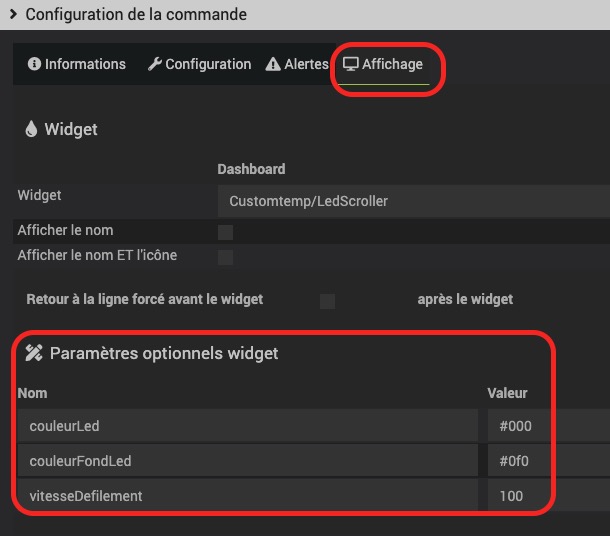 Configuration de la commande
Informations Configuration Alertes Affichage
Widget
Dashboard
Widget Customtemp/LedScroller
Afficher le nom
Afficher le nom ET l'icône
Retour à la ligne forcé avant le widget après le widget
Paramètres optionnels widget
Nom Valeur
couleurLed #000
couleurFondLed #0f0
vitesseDefilement 100